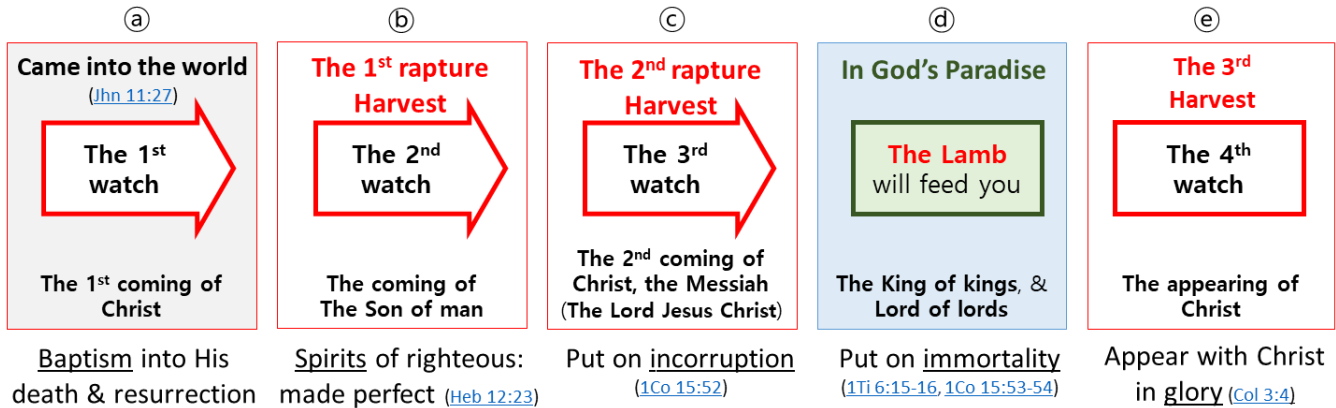 ⓐ
Came into the world
(Jhn 11:27)
The 1st
watch
The 1st coming of
Christ
Baptism into His
death & resurrection
ⓑ
The 1st rapture
Harvest
The 2nd
watch
The coming of
The Son of man
Spirits of righteous:
made perfect (Heb 12:23)
ⓒ
The 2nd rapture
Harvest
The 3rd
watch
The 2nd coming of
Christ, the Messiah
(The Lord Jesus Christ)
Put on incorruption
(1Co 15:52)
ⓓ
In God’s Paradise
The Lamb
will feed you
The King of kings, &
Lord of lords
Put on immortality
(1Ti 6:15-16, 1Co 15:53-54)
ⓔ
The 3rd
Harvest
The 4th
watch
The appearing of
Christ
Appear with Christ
in glory (Col 3:4)